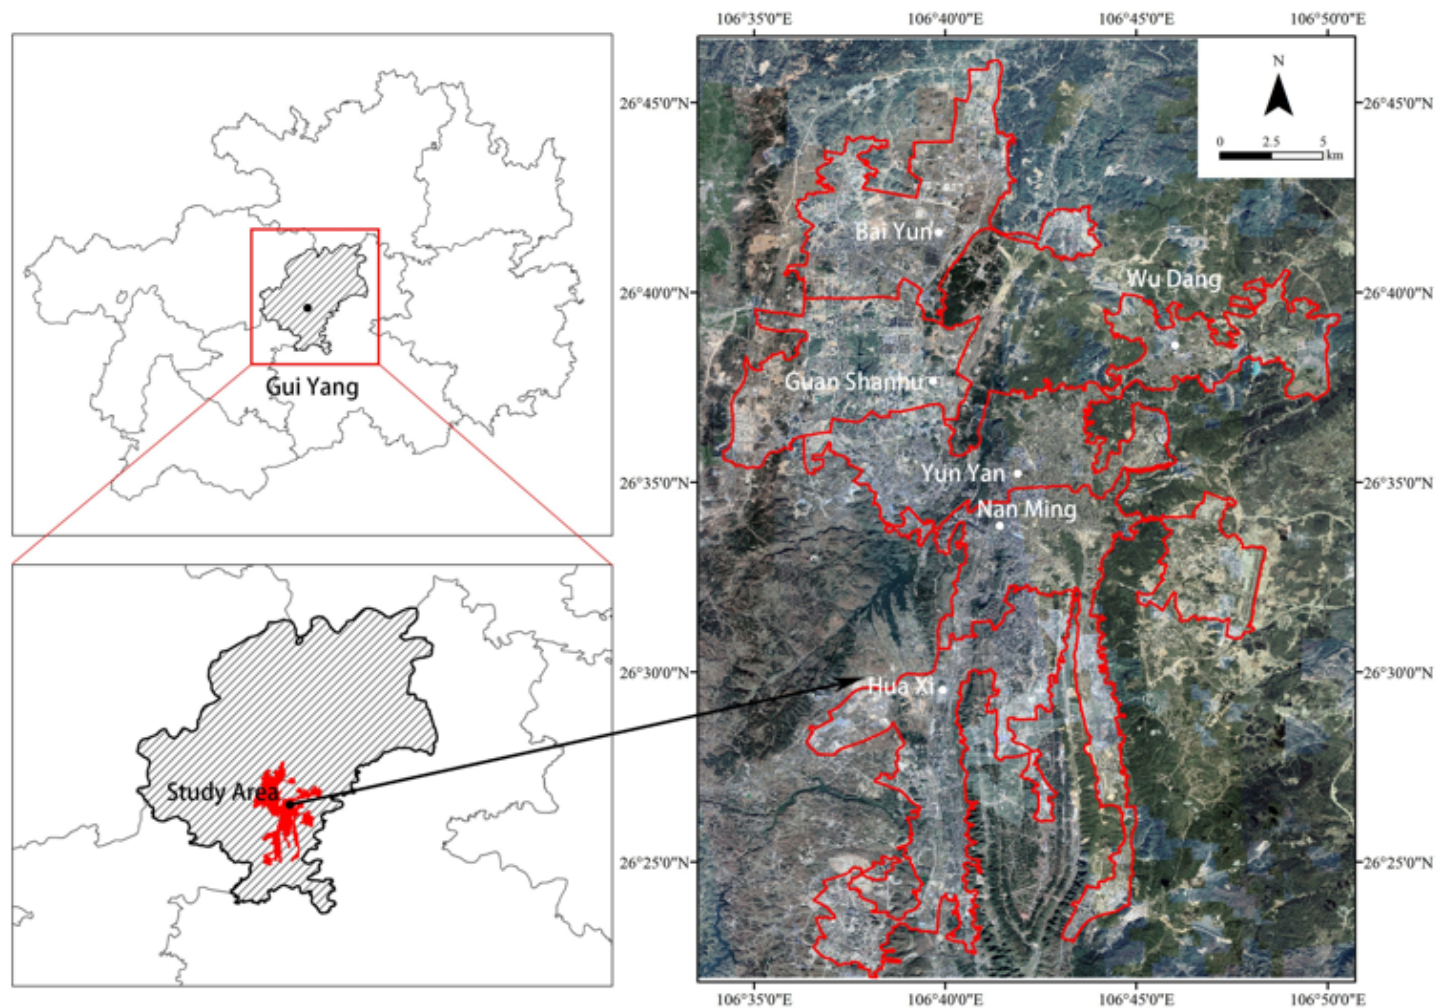 106°35'0"E 106°40'0"E 106°45'0"E 106°50'0"E
N
0 2.5 5
km
26°45'0"N
Bai Yun
Wu Dang
26°40'0"N
Gui Yang
Guan Shanhu
Yun Yan
26°35'0"N
Nan Ming
26°30'0"N
Hua Xi
Study Area
26°25'0"N
106°35'0"E 106°40'0"E 106°45'0"E 106°50'0"E